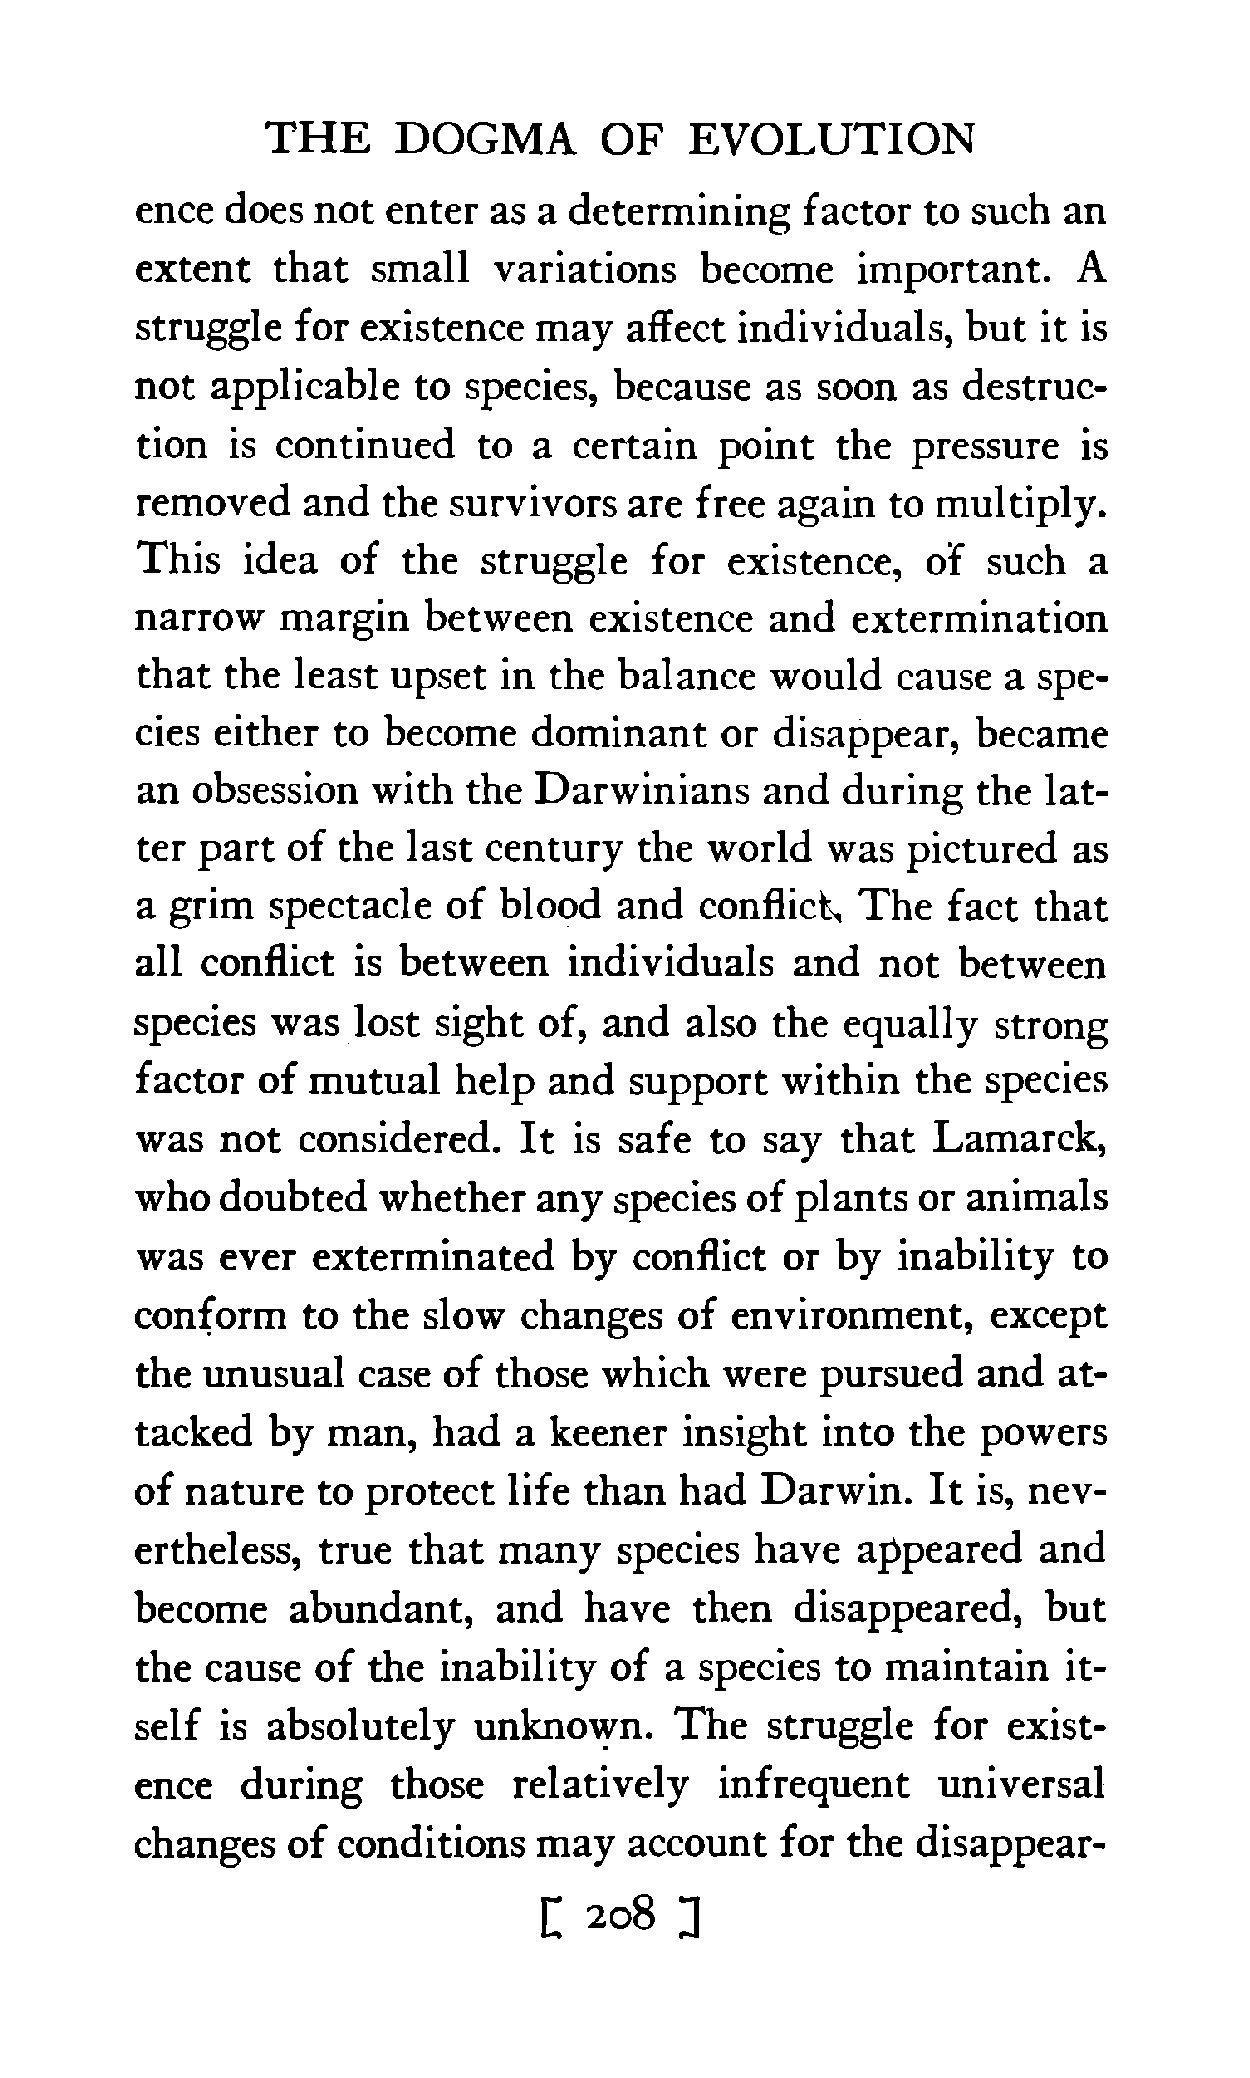 THE DOGMA OF EVOLUTION
ence does not enter as a determining factor to such an
extent that small variations become important. A
struggle for existence may affect individuals, but it is
not applicable to species, because as soon as destruc-
tion is continued to a certain point the pressure is
removed and the survivors are free again to multiply.
This idea of the struggle for existence, of such a
narrow margin between existence and extermination
that the least upset in the balance would cause a spe-
cies either to become dominant or disappear, became
an obsession with the Darwinians and during the lat-
ter part of the last century the world was pictured as
a grim spectacle of blood and conflict. The fact that
all conflict is between individuals and not between
species was lost sight of, and also the equally strong
factor of mutual help and support within the species
was not considered. It is safe to say that Lamarck,
who doubted whether any species of plants or animals
was ever exterminated by conflict or by inability to
conform to the slow changes of environment, except
the unusual case of those which were pursued and at-
tacked by man, had a keener insight into the powers
of nature to protect life than had Darwin. It is, nev-
ertheless, true that many species have appeared and
become abundant, and have then disappeared, but
the cause of the inability of a species to maintain it-
self is absolutely unknown. The struggle for exist-
ence during those relatively infrequent universal
changes of conditions may account for the disappear-
[ 208 ]